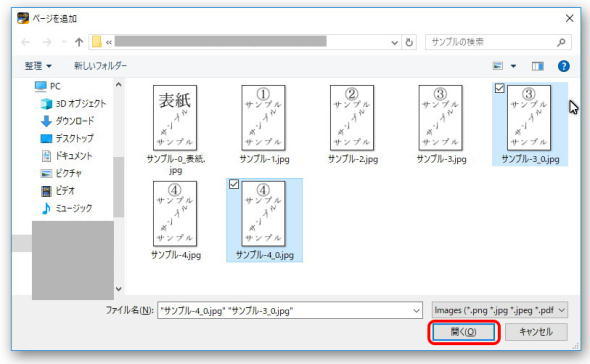 ページを追加
«
サンプルの検索
整理 新しいフォルダー
PC
3D オブジェクト
ダウンロード
デスクトップ
ドキュメント
ピクチャ
ビデオ
ミュージック
表紙
サンプル
サンプル-0_表紙.
jpg
①
サンプル
サンプル
サンプル
サンプル-1.jpg
②
サンプル
サンプル
サンプル
サンプル-2.jpg
③
サンプル
サンプル
サンプル
サンプル-3.jpg
③
サンプル
サンプル
サンプル
サンプル-3_0.jpg
④
サンプル
サンプル
サンプル
サンプル-4.jpg
④
サンプル
サンプル
サンプル
サンプル-4_0.jpg
ファイル名(N): "サンプル-4_0.jpg" "サンプル-3_0.jpg"
Images (*.png *.jpg *.jpeg *.pdf
開く(O) キャンセル